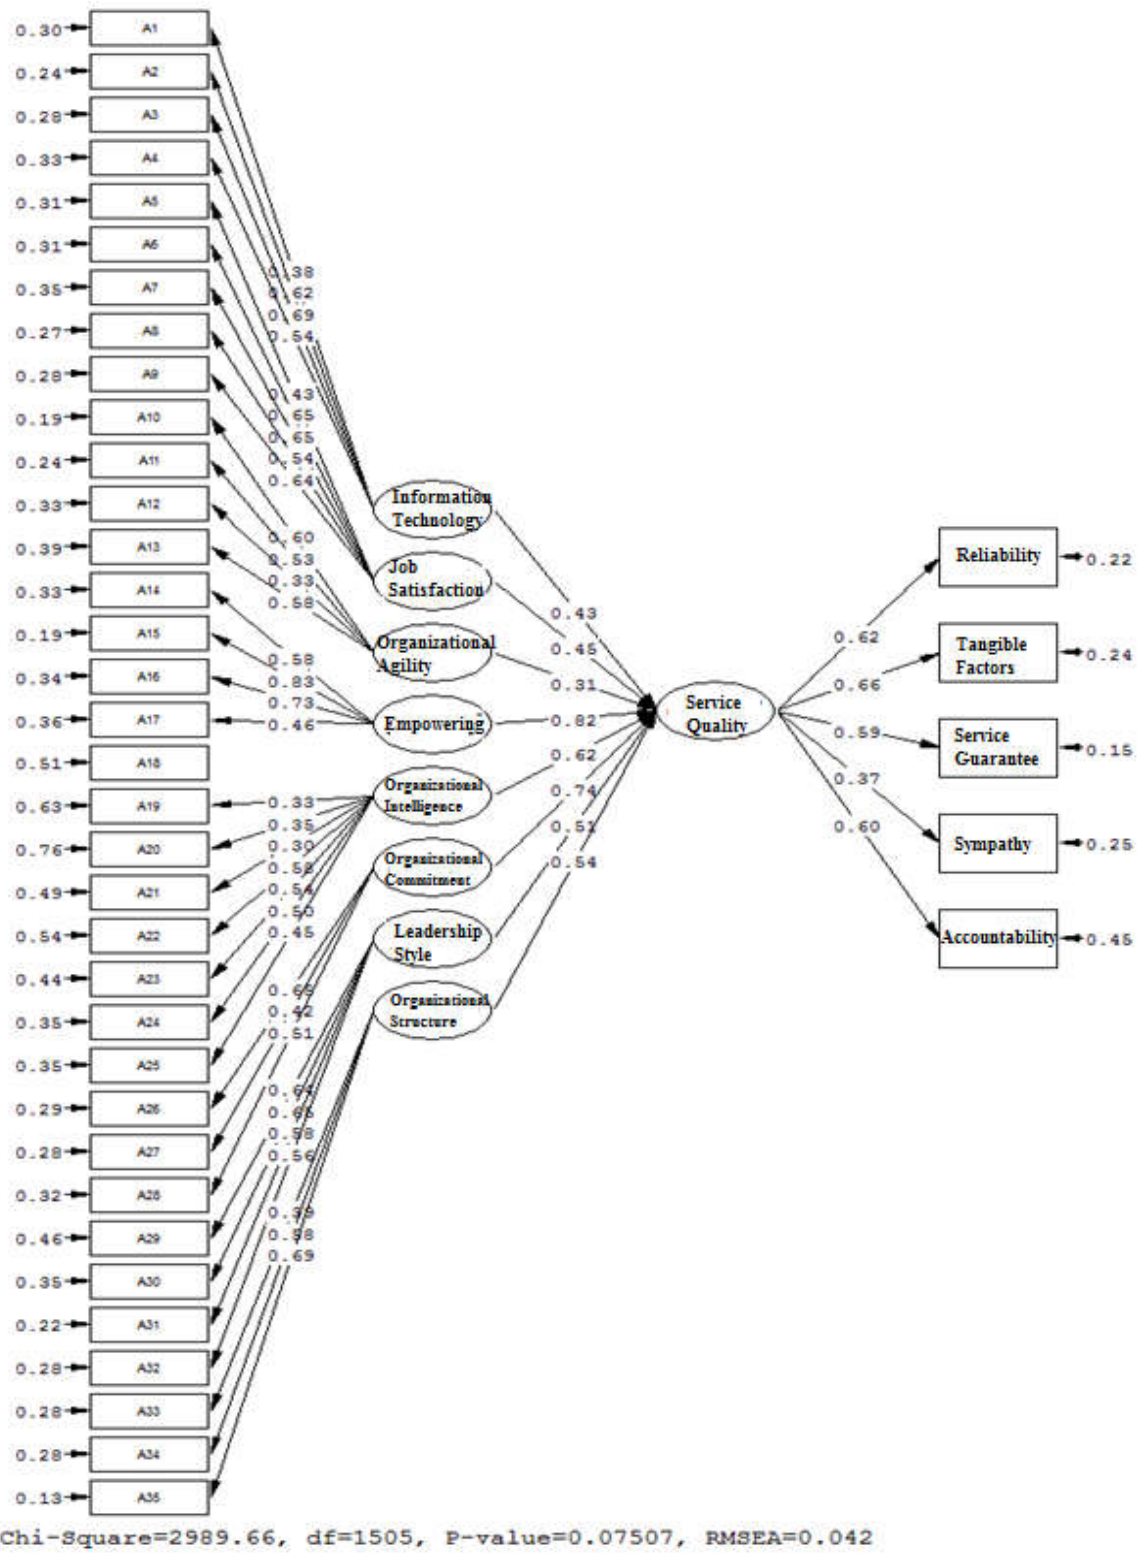 0.30 A1
0.24 A2
0.28 A3
0.33 A4
0.31 A5
0.31 A6
0.35 A7
0.27 A8
0.28 A9
0.19 A10
0.24 A11
0.33 A12
0.39 A13
0.33 A14
0.19 A15
0.34 A16
0.36 A17
0.51 A18
0.63 A19
0.76 A20
0.49 A21
0.54 A22
0.44 A23
0.35 A24
0.35 A25
0.29 A26
0.28 A27
0.32 A28
0.46 A29
0.35 A30
0.22 A31
0.28 A32
0.28 A33
0.28 A34
0.13 A35
0.38
0.62
0.69
0.54
0.43
0.65
0.65
0.54
0.64
0.60
0.53
0.33
0.58
0.58
0.83
0.73
0.46
0.33
0.35
0.30
0.58
0.54
0.50
0.45
0.63
0.42
0.51
0.64
0.65
0.58
0.56
0.39
0.58
0.69
Information
Technology
Job
Satisfaction
Organizational
Agility
Empowering
Organizational
Intelligence
Organizational
Commitment
Leadership
Style
Organizational
Structure
0.43
0.45
0.31
0.82
0.62
0.74
0.51
0.54
Service
Quality
0.62
0.66
0.59
0.37
0.60
Reliability 0.22
Tangible
Factors 0.24
Service
Guarantee 0.15
Sympathy 0.25
Accountability 0.45
Chi-Square=2989.66, df=1505, P-value=0.07507, RMSEA=0.042